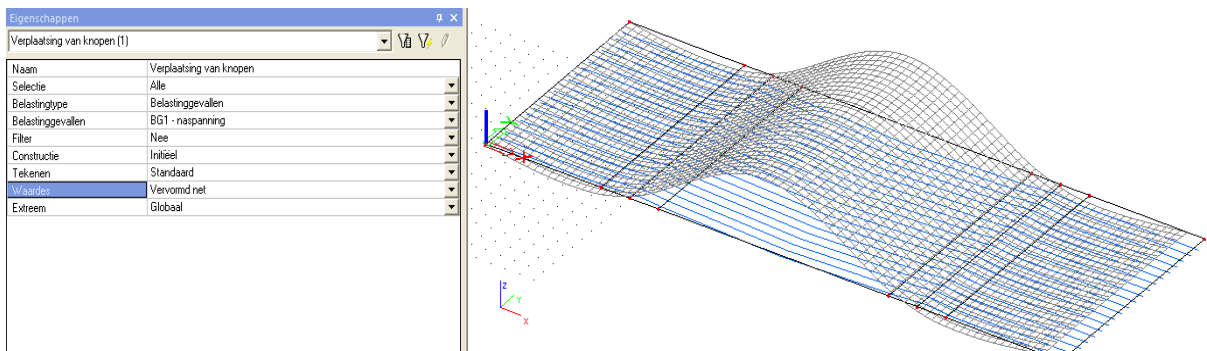 Eigenschappen
Verplaatsing van knopen (1)
Naam Verplaatsing van knopen
Selectie Alle
Belastingtype Belastinggevallen
Belastinggevallen BG1 - naspanning
Filter Nee
Constructie Initiëel
Tekenen Standaard
Waardes Vervormd net
Extreem Globaal
Z
Y
X